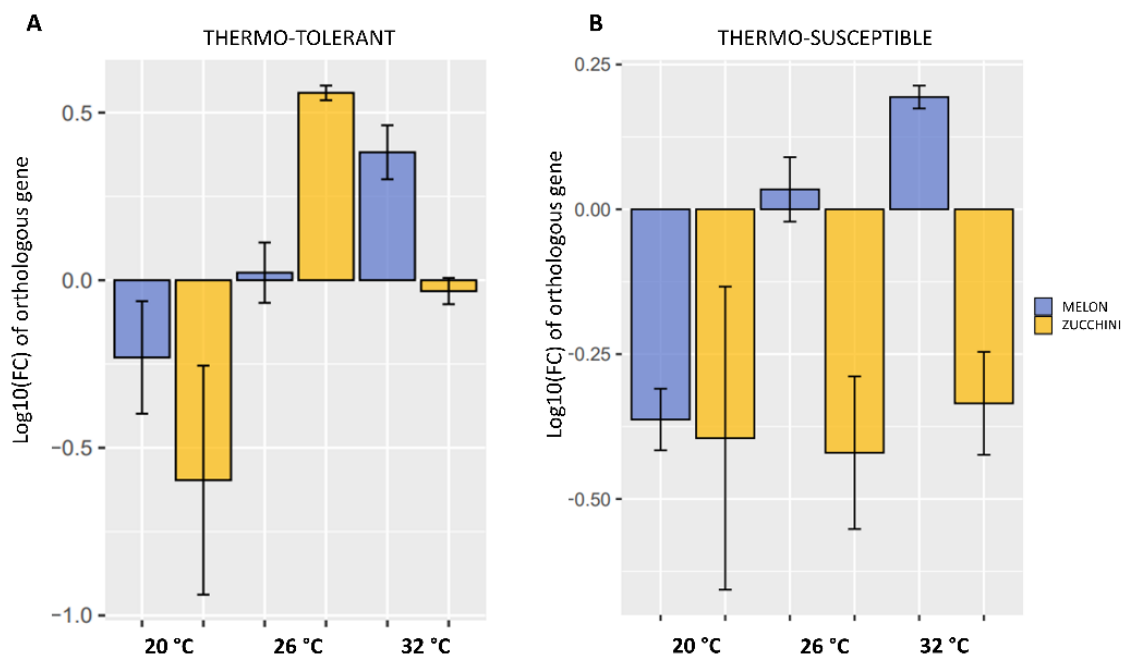 A
THERMO-TOLERANT
Log10(FC) of orthologous gene
0.5
0.0
−0.5
−1.0
20 °C 26 °C 32 °C
B
THERMO-SUSCEPTIBLE
Log10(FC) of orthologous gene
0.25
0.00
-0.25
-0.50
20 °C 26 °C 32 °C
MELON
ZUCCHINI